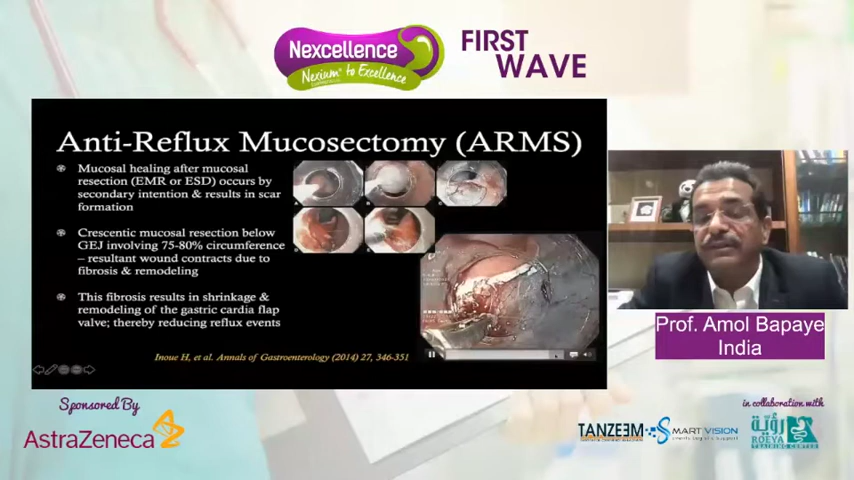 Nexcellence
Nexium® to Excellence
FIRST
WAVE
Anti-Reflux Mucosectomy (ARMS)
Mucosal healing after mucosal
resection (EMR or ESD) occurs by
secondary intention & results in scar
formation
Crescentic mucosal resection below
GEJ involving 75-80% circumference
– resultant wound contracts due to
fibrosis & remodeling
This fibrosis results in shrinkage &
remodeling of the gastric cardia flap
valve; thereby reducing reflux events
Inoue H, et al. Annals of Gastroenterology (2014) 27, 346-351
Prof. Amol Bapaye
India
Sponsored By
AstraZeneca
in collaboration with
TANZEEM
SMART VISION
رؤية
ROEYA
TRAINING CENTER